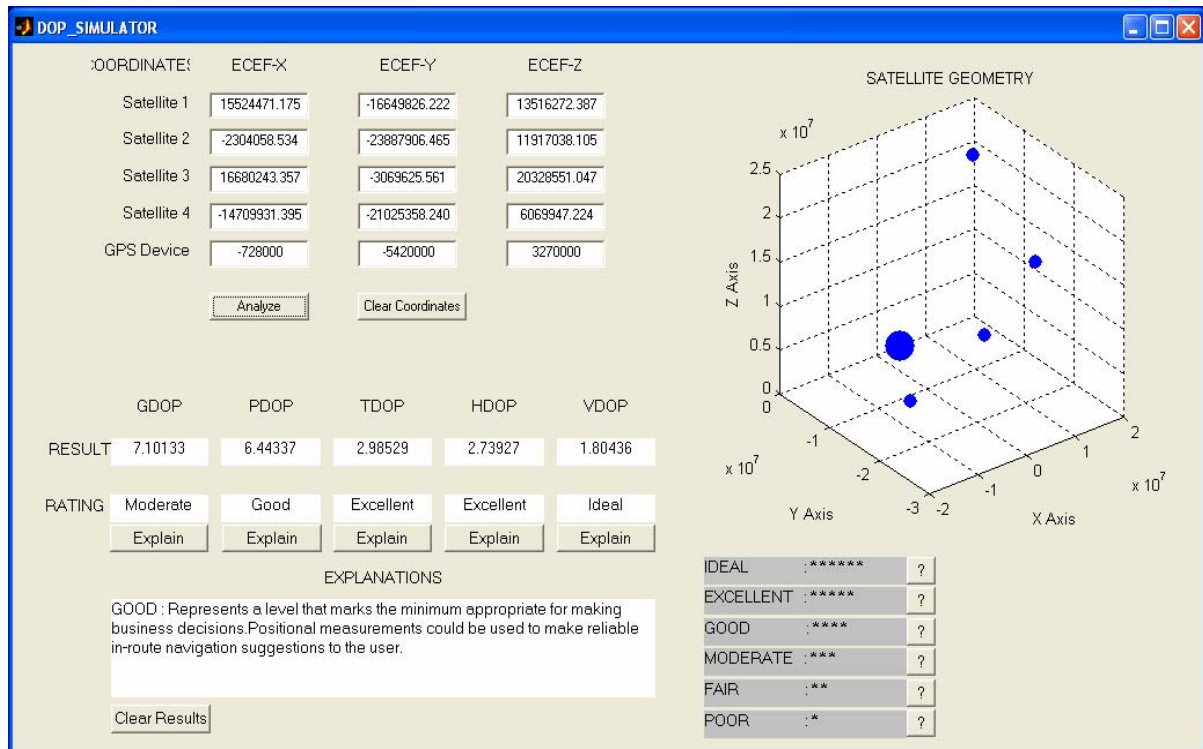 DOP_SIMULATOR
:OORDINATES ECEF-X ECEF-Y ECEF-Z
Satellite 1 15524471.175 -16649826.222 13516272.387
Satellite 2 -2304058.534 -23887906.465 11917038.105
Satellite 3 16680243.357 -3069625.561 20328551.047
Satellite 4 -14709931.395 -21025358.240 6069947.224
GPS Device -728000 -5420000 3270000
Analyze Clear Coordinates
SATELLITE GEOMETRY
x 10^7
2.5
2
1.5
1
0.5
0
Z Axis
0
-1
-2
-3
x 10^7
Y Axis
-2
-1
0
1
2
x 10^7
X Axis
GDOP PDOP TDOP HDOP VDOP
RESULT 7.10133 6.44337 2.98529 2.73927 1.80436
RATING Moderate Good Excellent Excellent Ideal
Explain Explain Explain Explain Explain
EXPLANATIONS
GOOD : Represents a level that marks the minimum appropriate for making
business decisions.Positional measurements could be used to make reliable
in-route navigation suggestions to the user.
Clear Results
IDEAL :****** ?
EXCELLENT :***** ?
GOOD :**** ?
MODERATE :*** ?
FAIR :** ?
POOR :* ?